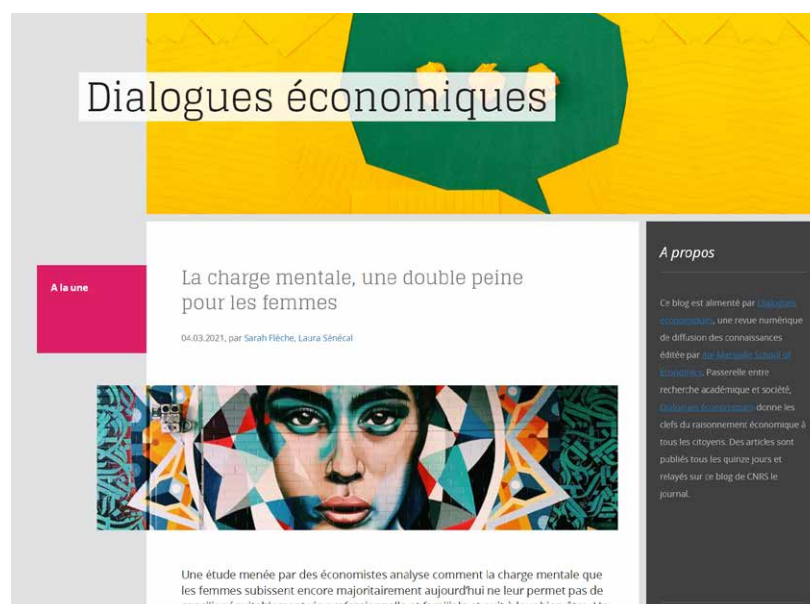 Dialogues économiques
A la une
La charge mentale, une double peine
pour les femmes
04.03.2021, par Sarah Flèche, Laura Sénécal
Une étude menée par des économistes analyse comment la charge mentale que
les femmes subissent encore majoritairement aujourd'hui ne leur permet pas de
A propos
Ce blog est alimenté par Dialogues
économiques, une revue numérique
de diffusion des connaissances
éditée par Aix-Marseille School of
Economics. Passerelle entre
recherche académique et société,
Dialogues économiques donne les
clefs du raisonnement économique à
tous les citoyens. Des articles sont
publiés tous les quinze jours et
relayés sur ce blog de CNRS le
journal.